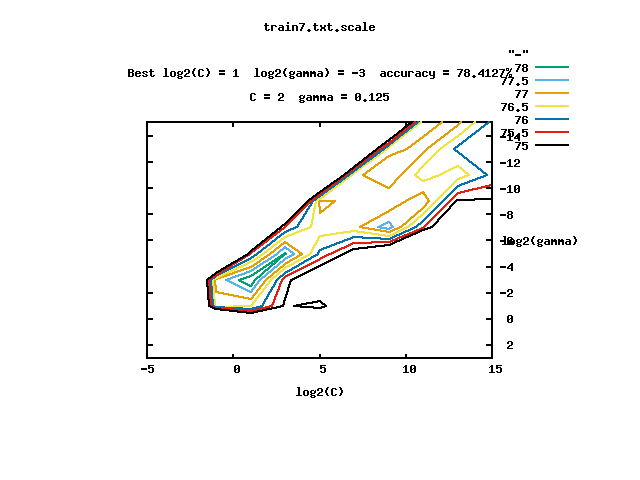 train7.txt.scale
"-"
Best log2(C) = 1  log2(gamma) = -3  accuracy = 78.4127%
78
77.5
C = 2  gamma = 0.125
77
76.5
76
75.5
75
-14
-12
-10
-8
-6
log2(gamma)
-4
-2
0
2
-5 0 5 10 15
log2(C)